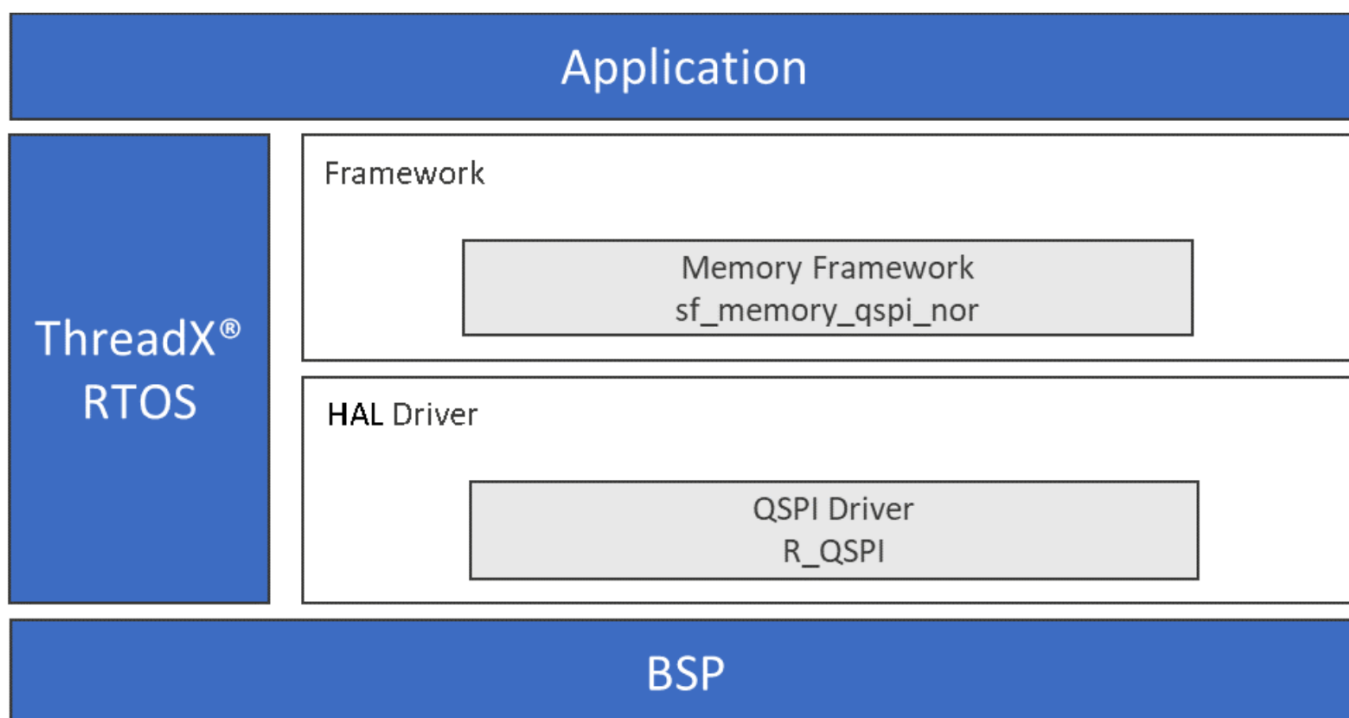 Application
ThreadX®
RTOS
Framework
Memory Framework
sf_memory_qspi_nor
HAL Driver
QSPI Driver
R_QSPI
BSP